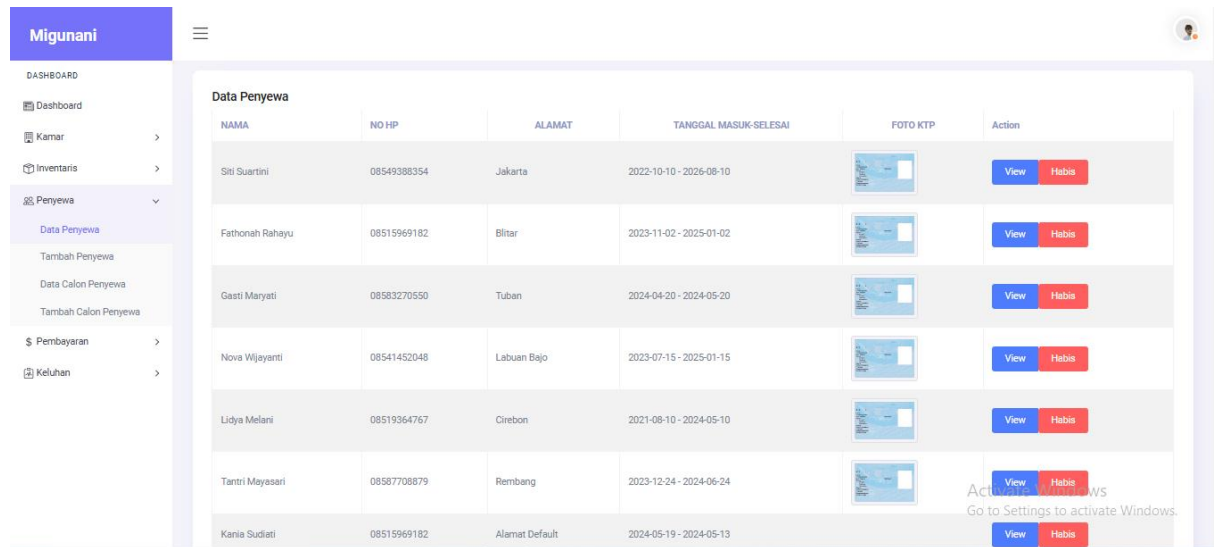 Migunani
DASHBOARD
Dashboard
Kamar
Inventaris
Penyewa
Data Penyewa
Tambah Penyewa
Data Calon Penyewa
Tambah Calon Penyewa
$ Pembayaran
Keluhan
Data Penyewa
NAMA NO HP ALAMAT TANGGAL MASUK-SELESAI FOTO KTP Action
Siti Suartini 08549388354 Jakarta 2022-10-10 - 2026-08-10 View Habis
Fathonah Rahayu 08515969182 Blitar 2023-11-02 - 2025-01-02 View Habis
Gasti Maryati 08583270550 Tuban 2024-04-20 - 2024-05-20 View Habis
Nova Wijayanti 08541452048 Labuan Bajo 2023-07-15 - 2025-01-15 View Habis
Lidya Melani 08519364767 Cirebon 2021-08-10 - 2024-05-10 View Habis
Tantri Mayasari 08587708879 Rembang 2023-12-24 - 2024-06-24 View Habis
Activate Windows
Go to Settings to activate Windows.
Kania Sudiati 08515969182 Alamat Default 2024-05-19 - 2024-05-13 View Habis